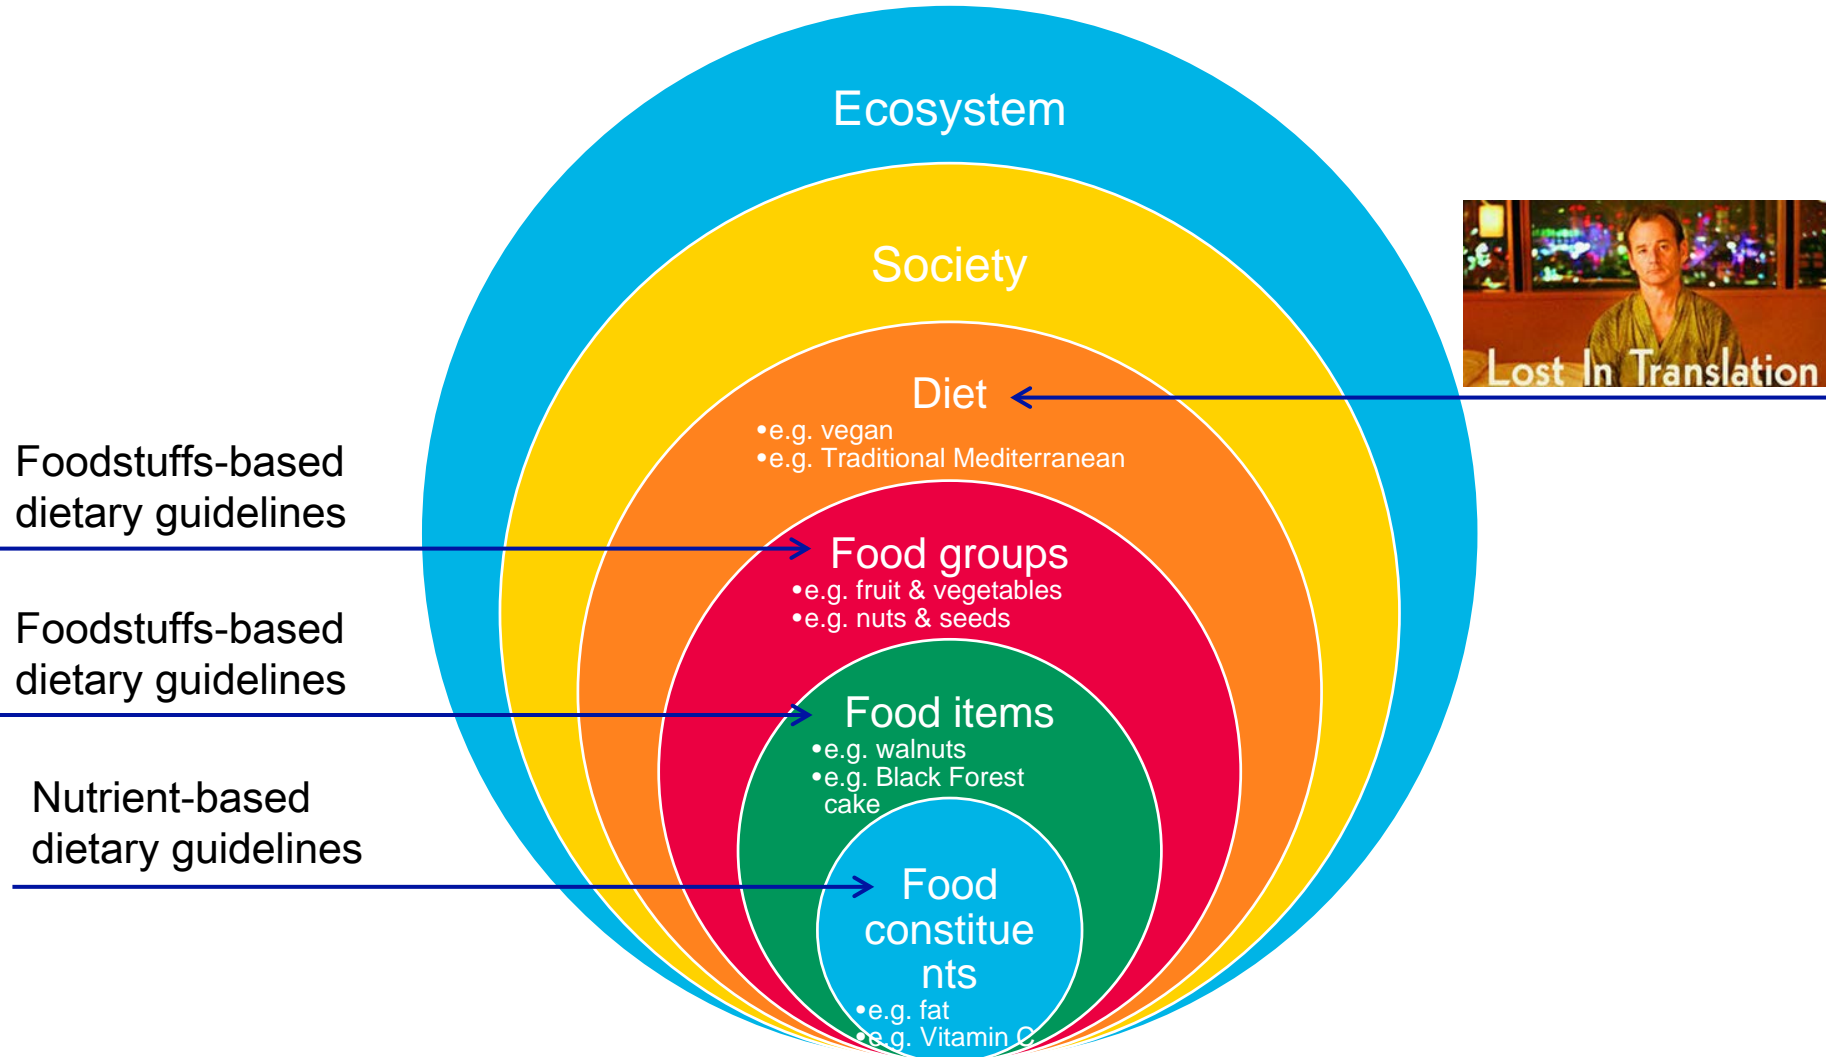 Ecosystem
Society
Lost In Translation
Diet
•e.g. vegan
•e.g. Traditional Mediterranean
Foodstuffs-based
dietary guidelines
Food groups
•e.g. fruit & vegetables
•e.g. nuts & seeds
Foodstuffs-based
dietary guidelines
Food items
•e.g. walnuts
•e.g. Black Forest
cake
Nutrient-based
dietary guidelines
Food
constitue
nts
•e.g. fat
•e.g. Vitamin C